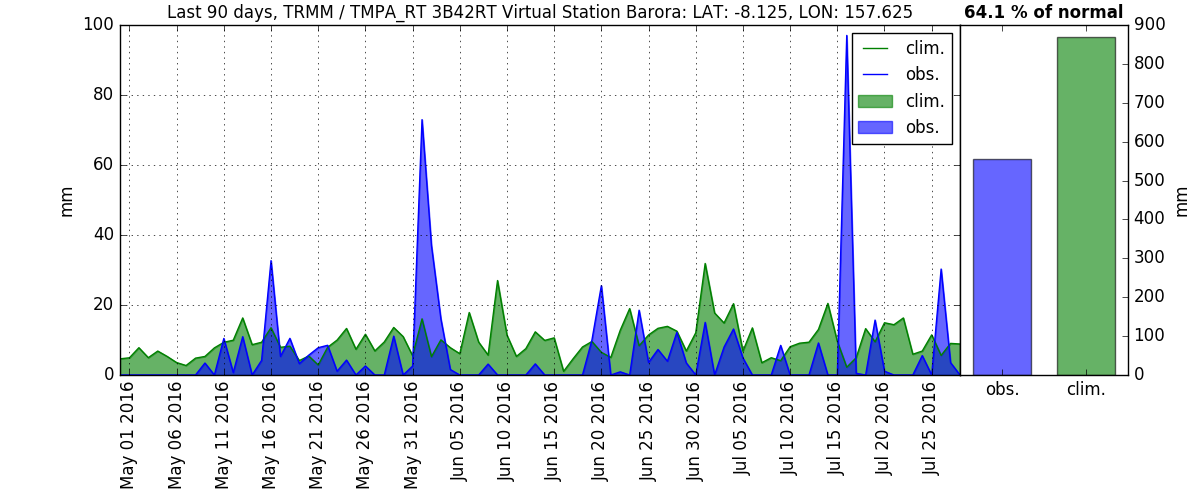 Last 90 days, TRMM / TMPA_RT 3B42RT Virtual Station Barora: LAT: -8.125, LON: 157.625
64.1 % of normal
100
80
60
40
20
0
mm
clim.
obs.
clim.
obs.
900
800
700
600
500
400
300
200
100
0
mm
May 01 2016
May 06 2016
May 11 2016
May 16 2016
May 21 2016
May 26 2016
May 31 2016
Jun 05 2016
Jun 10 2016
Jun 15 2016
Jun 20 2016
Jun 25 2016
Jun 30 2016
Jul 05 2016
Jul 10 2016
Jul 15 2016
Jul 20 2016
Jul 25 2016
obs.
clim.